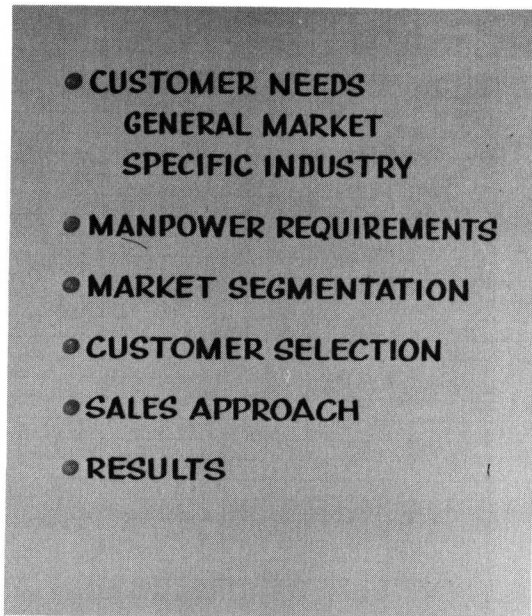 ● CUSTOMER NEEDS
GENERAL MARKET
SPECIFIC INDUSTRY
● MANPOWER REQUIREMENTS
● MARKET SEGMENTATION
● CUSTOMER SELECTION
● SALES APPROACH
● RESULTS